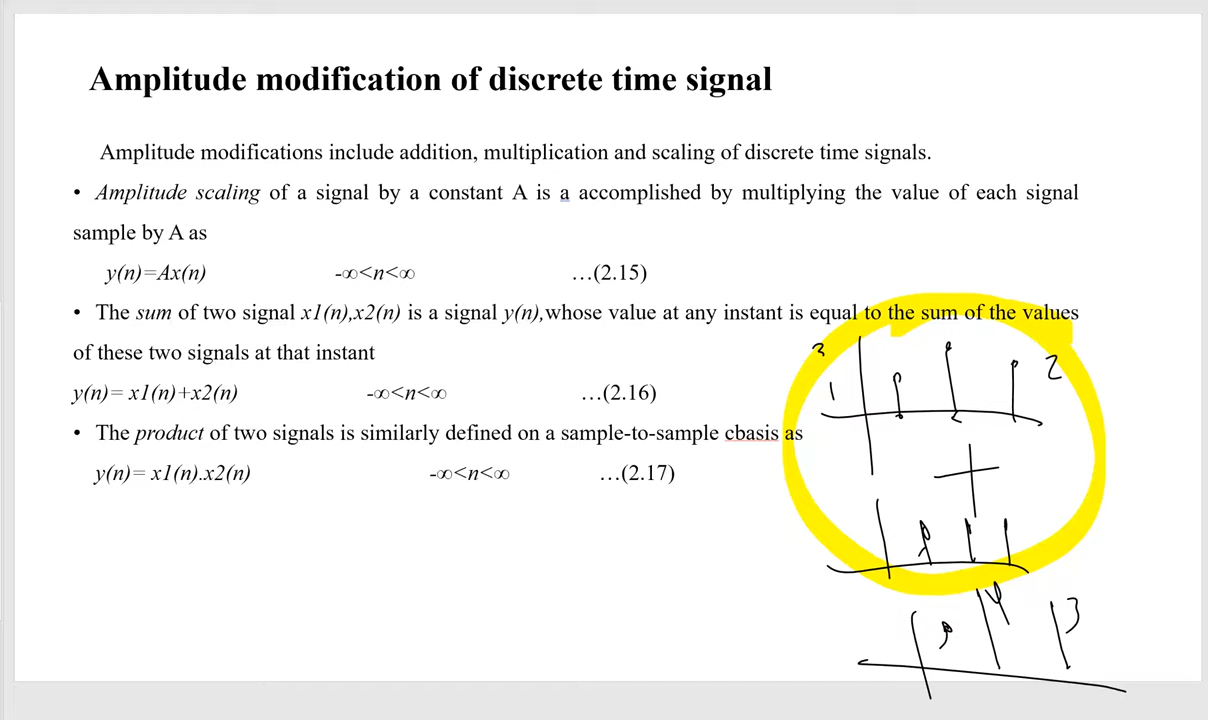 Amplitude modification of discrete time signal
Amplitude modifications include addition, multiplication and scaling of discrete time signals.
• Amplitude scaling of a signal by a constant A is a accomplished by multiplying the value of each signal
sample by A as
y(n)=Ax(n) -∞<n<∞ …(2.15)
• The sum of two signal x1(n),x2(n) is a signal y(n),whose value at any instant is equal to the sum of the values
of these two signals at that instant
3
2
1
y(n)= x1(n)+x2(n) -∞<n<∞ …(2.16)
• The product of two signals is similarly defined on a sample-to-sample cbasis as
y(n)= x1(n).x2(n) -∞<n<∞ …(2.17)
+
3